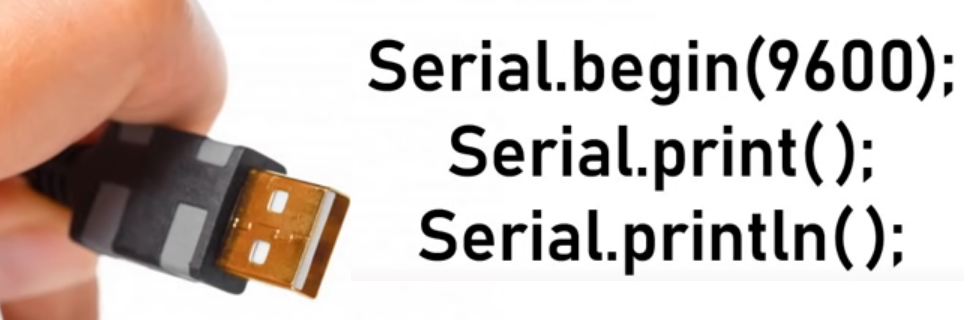 Serial.begin(9600);
Serial.print();
Serial.println();